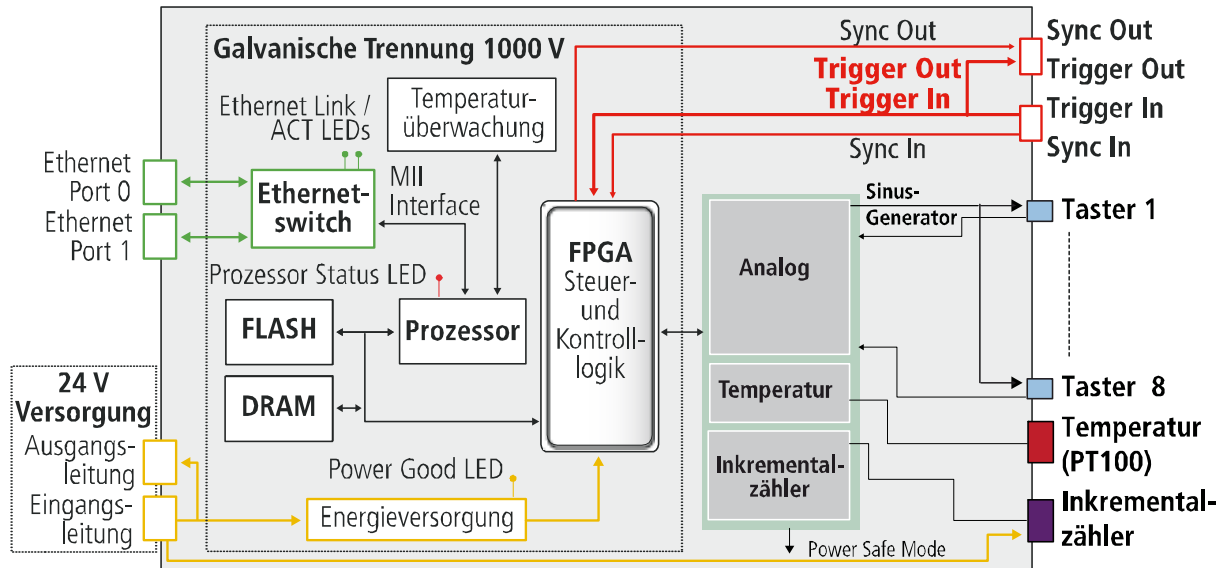 Galvanische Trennung 1000 V
Ethernet Link /
ACT LEDs
Temperatur-
überwachung
Sync Out
Trigger Out
Trigger In
Sync In
Sync Out
Trigger Out
Trigger In
Sync In
Ethernet
Port 0
Ethernet
Port 1
Ethernet-
switch
MII
Interface
Prozessor Status LED
FLASH
Prozessor
DRAM
FPGA
Steuer-
und
Kontroll-
logik
Analog
Temperatur
Inkremental-
zähler
Sinus-
Generator
Taster 1
Taster 8
Temperatur
(PT100)
Inkremental-
zähler
24 V
Versorgung
Ausgangs-
leitung
Eingangs-
leitung
Power Good LED
Energieversorgung
Power Safe Mode